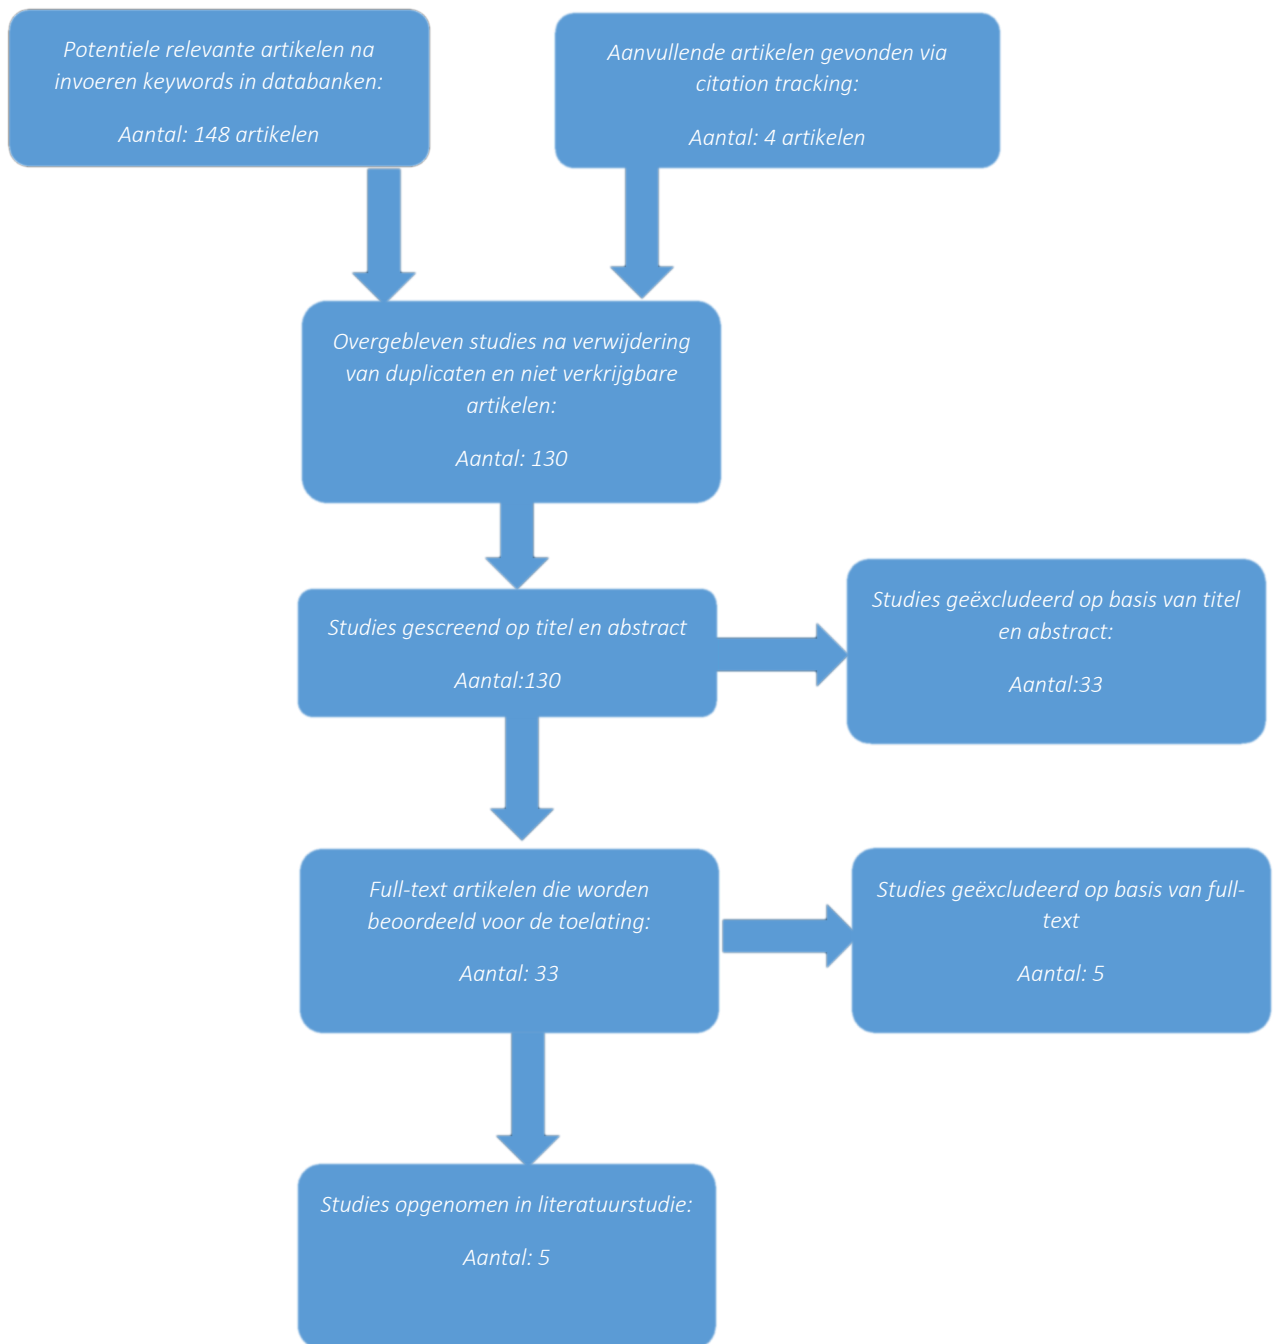 Potentiele relevante artikelen na
invoeren keywords in databanken:
Aantal: 148 artikelen
Aanvullende artikelen gevonden via
citation tracking:
Aantal: 4 artikelen
Overgebleven studies na verwijdering
van duplicaten en niet verkrijgbare
artikelen:
Aantal: 130
Studies gescreend op titel en abstract
Aantal:130
Studies geëxcludeerd op basis van titel
en abstract:
Aantal:33
Full-text artikelen die worden
beoordeeld voor de toelating:
Aantal: 33
Studies geëxcludeerd op basis van full-
text
Aantal: 5
Studies opgenomen in literatuurstudie:
Aantal: 5